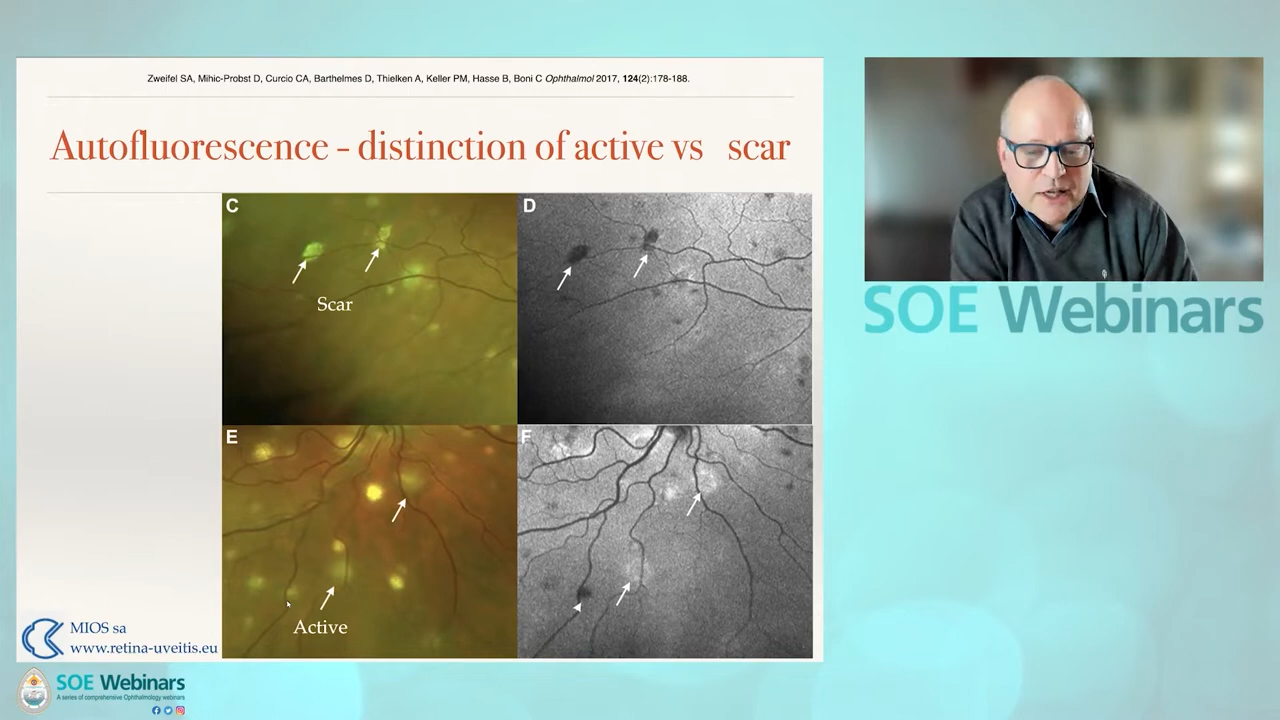 Zweifel SA, Mihic-Probst D, Curcio CA, Barthelmes D, Thielken A, Keller PM, Hasse B, Boni C Ophthalmol 2017, 124(2):178-188.
Autofluorescence - distinction of active vs scar
C
D
Scar
E
F
Active
MIOS sa
www.retina-uveitis.eu
SOE Webinars
SOE Webinars
A series of comprehensive Ophthalmology webinars